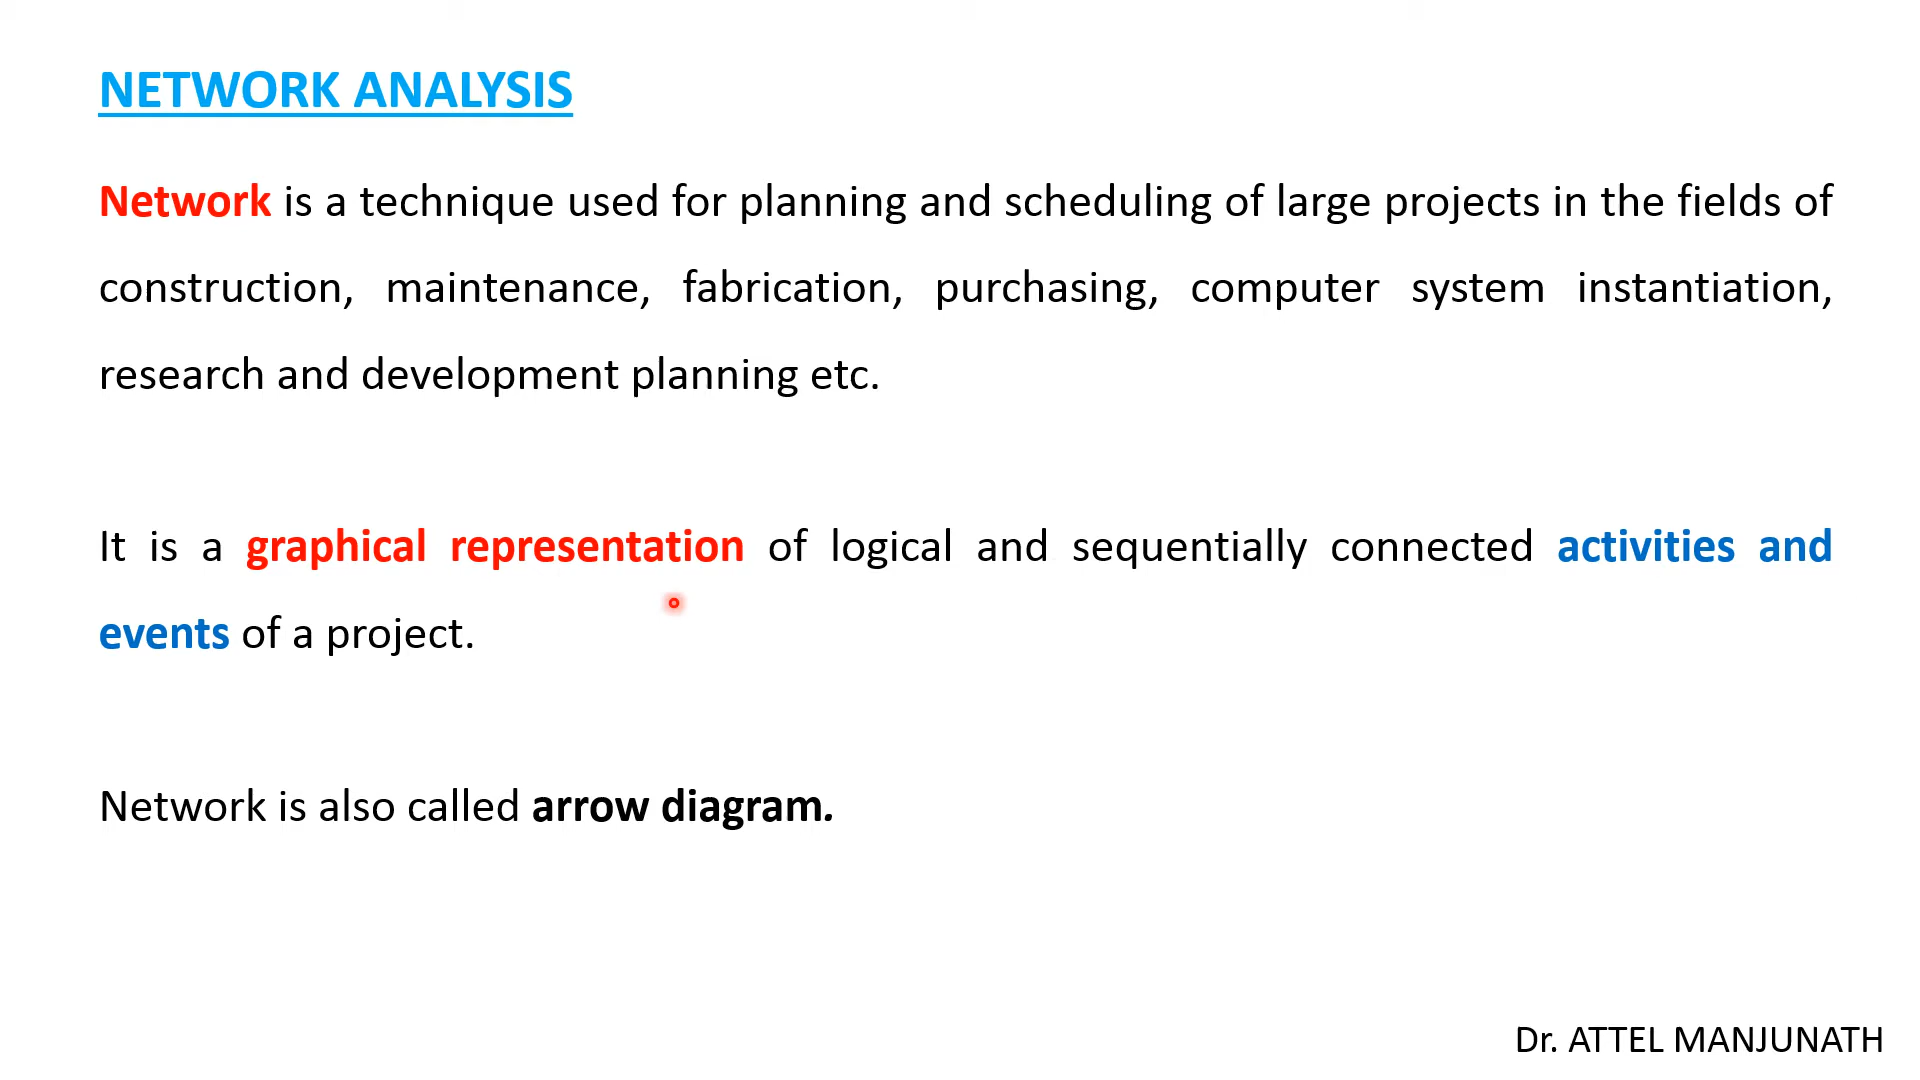 NETWORK ANALYSIS
Network is a technique used for planning and scheduling of large projects in the fields of
construction, maintenance, fabrication, purchasing, computer system instantiation,
research and development planning etc.
It is a graphical representation of logical and sequentially connected activities and
events of a project.
Network is also called arrow diagram.
Dr. ATTEL MANJUNATH